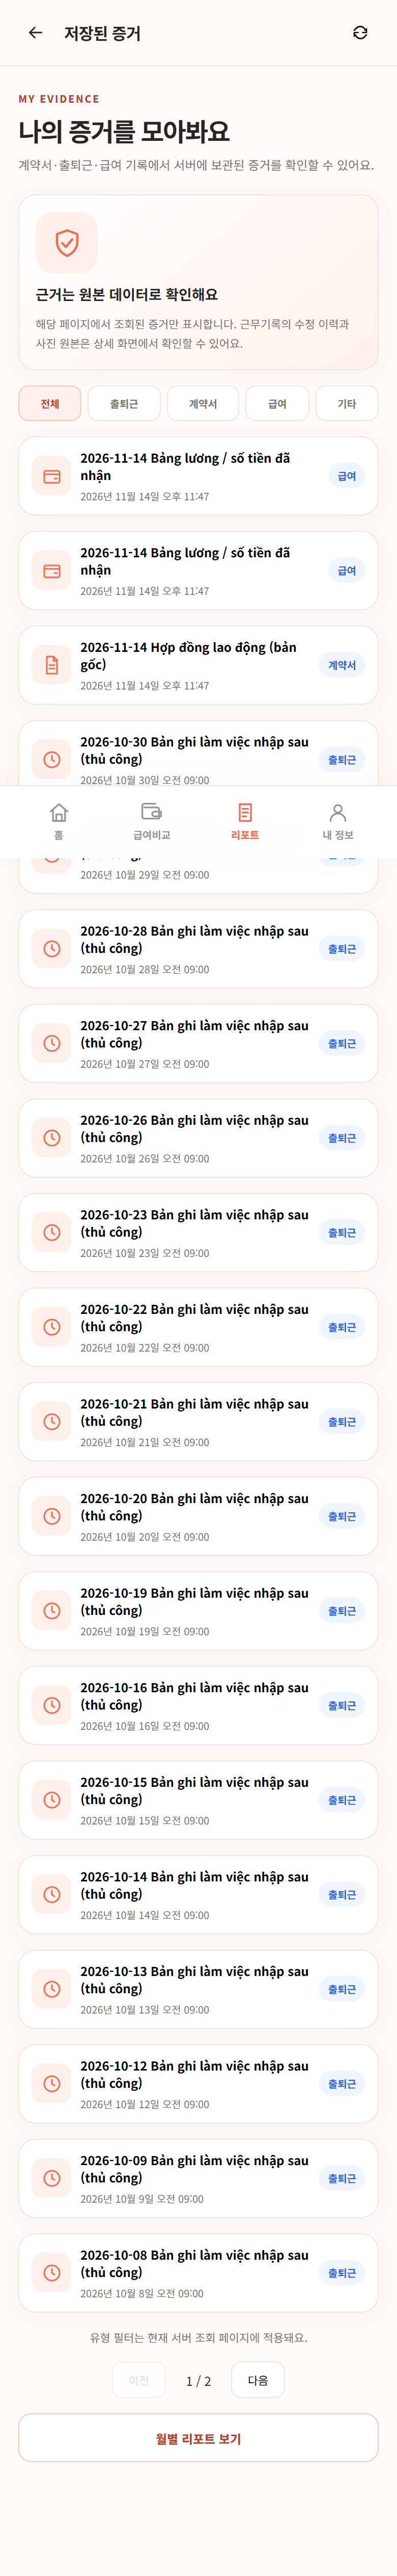 저장된 증거
MY EVIDENCE
나의 증거를 모아봐요
계약서·출퇴근·급여 기록에서 서버에 보관된 증거를 확인할 수 있어요.
근거는 원본 데이터로 확인해요
해당 페이지에서 조회된 증거만 표시합니다. 근무기록의 수정 이력과
사진 원본은 상세 화면에서 확인할 수 있어요.
전체
출퇴근
계약서
급여
기타
2026-11-14 Bảng lương / số tiền đã
nhận
급여
2026년 11월 14일 오후 11:47
2026-11-14 Bảng lương / số tiền đã
nhận
급여
2026년 11월 14일 오후 11:47
2026-11-14 Hợp đồng lao động (bản
gốc)
계약서
2026년 11월 14일 오후 11:47
2026-10-30 Bản ghi làm việc nhập sau
(thủ công)
출퇴근
2026년 10월 30일 오전 09:00
홈
급여비교
리포트
내 정보
2026년 10월 29일 오전 09:00
2026-10-28 Bản ghi làm việc nhập sau
(thủ công)
출퇴근
2026년 10월 28일 오전 09:00
2026-10-27 Bản ghi làm việc nhập sau
(thủ công)
출퇴근
2026년 10월 27일 오전 09:00
2026-10-26 Bản ghi làm việc nhập sau
(thủ công)
출퇴근
2026년 10월 26일 오전 09:00
2026-10-23 Bản ghi làm việc nhập sau
(thủ công)
출퇴근
2026년 10월 23일 오전 09:00
2026-10-22 Bản ghi làm việc nhập sau
(thủ công)
출퇴근
2026년 10월 22일 오전 09:00
2026-10-21 Bản ghi làm việc nhập sau
(thủ công)
출퇴근
2026년 10월 21일 오전 09:00
2026-10-20 Bản ghi làm việc nhập sau
(thủ công)
출퇴근
2026년 10월 20일 오전 09:00
2026-10-19 Bản ghi làm việc nhập sau
(thủ công)
출퇴근
2026년 10월 19일 오전 09:00
2026-10-16 Bản ghi làm việc nhập sau
(thủ công)
출퇴근
2026년 10월 16일 오전 09:00
2026-10-15 Bản ghi làm việc nhập sau
(thủ công)
출퇴근
2026년 10월 15일 오전 09:00
2026-10-14 Bản ghi làm việc nhập sau
(thủ công)
출퇴근
2026년 10월 14일 오전 09:00
2026-10-13 Bản ghi làm việc nhập sau
(thủ công)
출퇴근
2026년 10월 13일 오전 09:00
2026-10-12 Bản ghi làm việc nhập sau
(thủ công)
출퇴근
2026년 10월 12일 오전 09:00
2026-10-09 Bản ghi làm việc nhập sau
(thủ công)
출퇴근
2026년 10월 9일 오전 09:00
2026-10-08 Bản ghi làm việc nhập sau
(thủ công)
출퇴근
2026년 10월 8일 오전 09:00
유형 필터는 현재 서버 조회 페이지에 적용돼요.
이전
1 / 2
다음
월별 리포트 보기